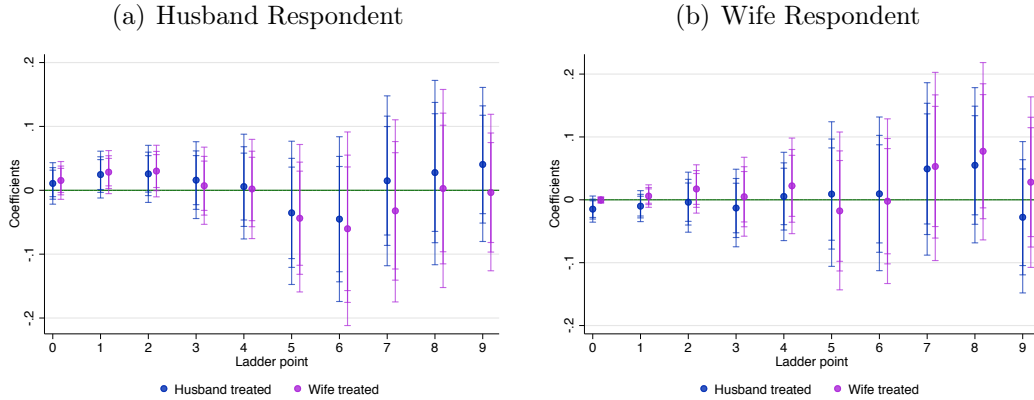 (a) Husband Respondent
.2
.1
0
-.1
-.2
Coefficients
0 1 2 3 4 5 6 7 8 9
Ladder point
Husband treated Wife treated
(b) Wife Respondent
.2
.1
0
-.1
-.2
Coefficients
0 1 2 3 4 5 6 7 8 9
Ladder point
Husband treated Wife treated